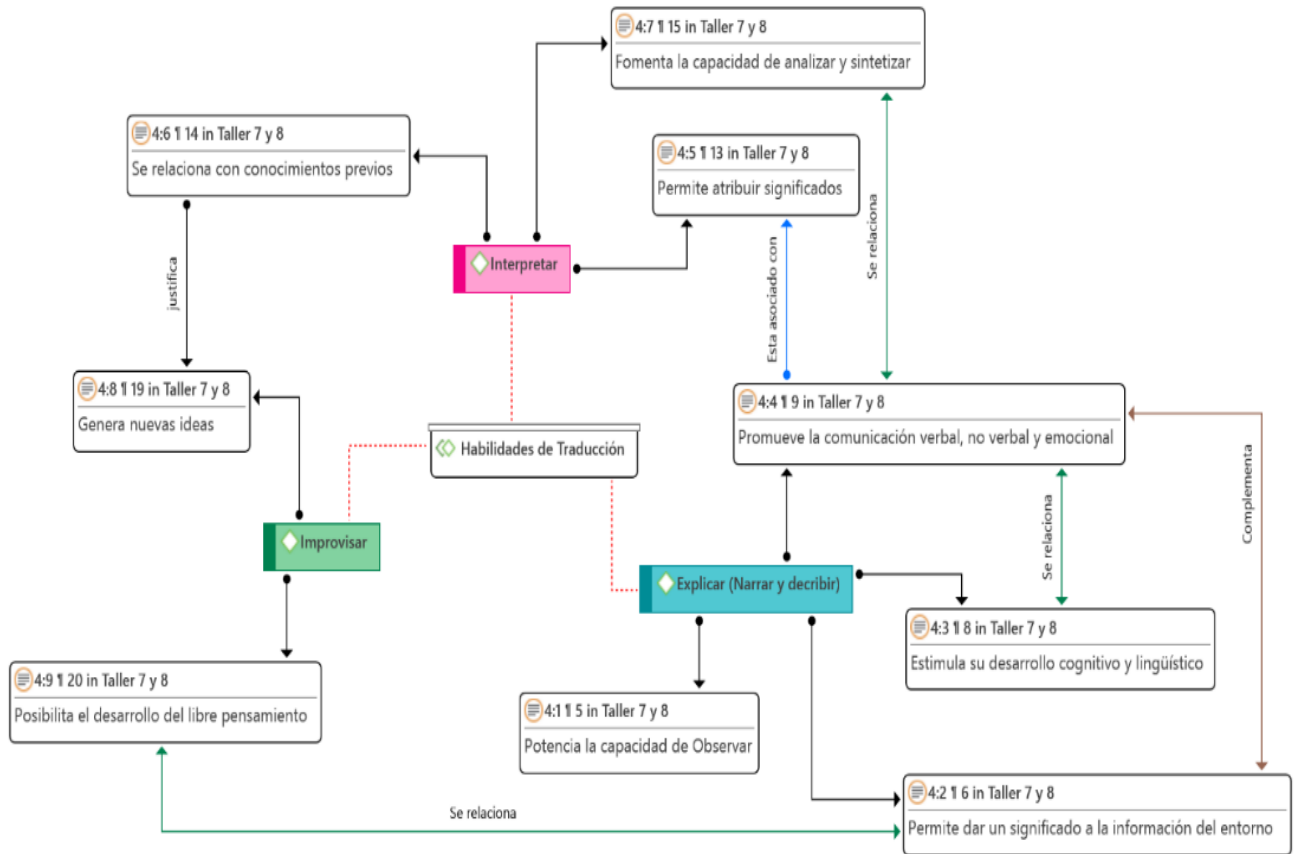 4:7 ¶ 15 in Taller 7 y 8
Fomenta la capacidad de analizar y sintetizar
4:6 ¶ 14 in Taller 7 y 8
Se relaciona con conocimientos previos
4:5 ¶ 13 in Taller 7 y 8
Permite atribuir significados
Se relaciona
Interpretar
justifica
Esta asociado con
4:8 ¶ 19 in Taller 7 y 8
Genera nuevas ideas
4:4 ¶ 9 in Taller 7 y 8
Promueve la comunicación verbal, no verbal y emocional
Habilidades de Traducción
Complementa
Se relaciona
Improvisar
Explicar (Narrar y decribir)
4:3 ¶ 8 in Taller 7 y 8
Estimula su desarrollo cognitivo y lingüístico
4:9 ¶ 20 in Taller 7 y 8
Posibilita el desarrollo del libre pensamiento
4:1 ¶ 5 in Taller 7 y 8
Potencia la capacidad de Observar
4:2 ¶ 6 in Taller 7 y 8
Permite dar un significado a la información del entorno
Se relaciona